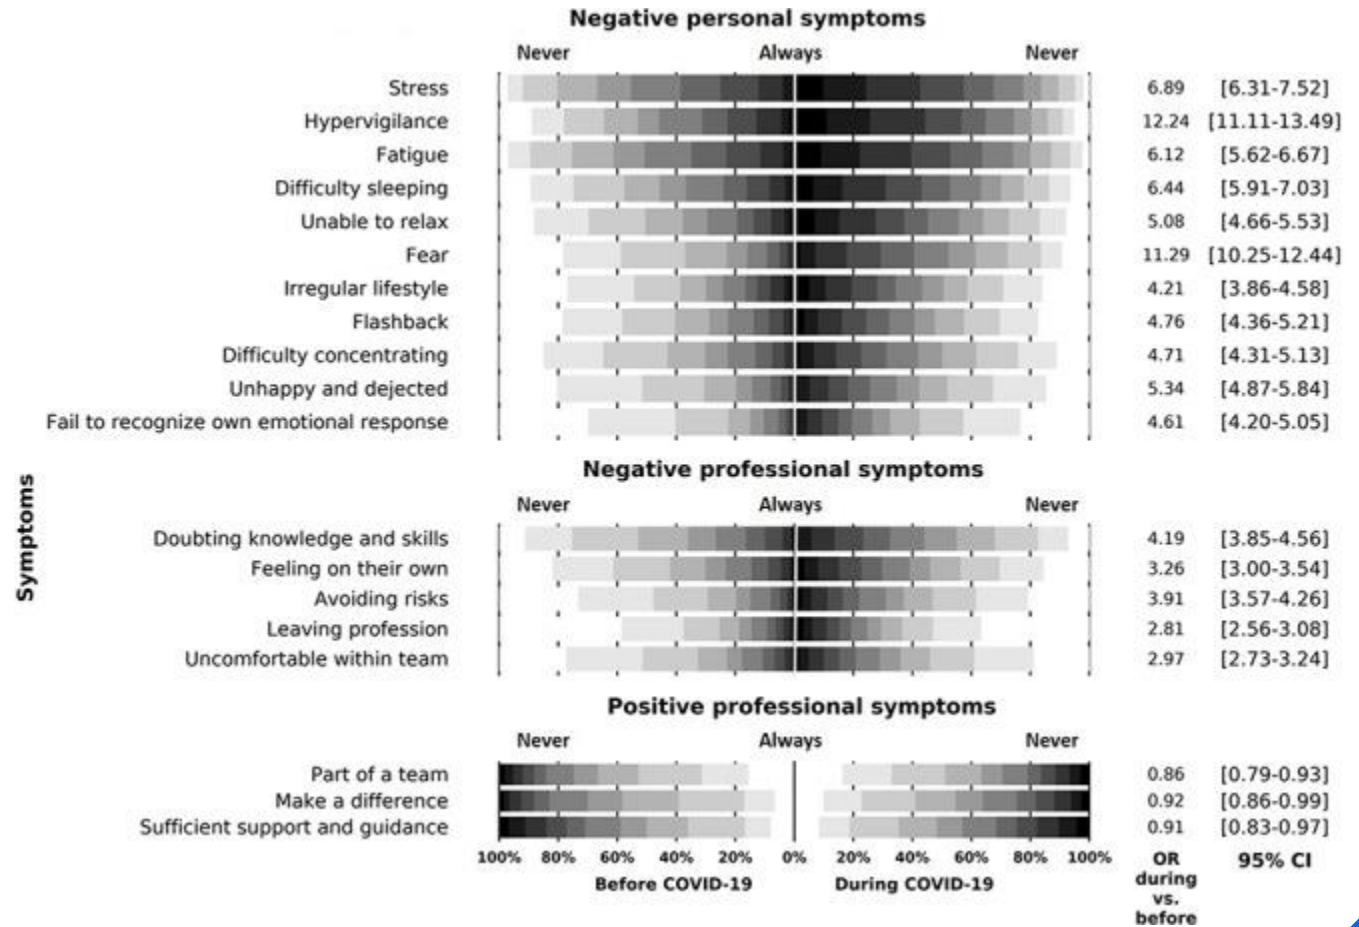 Negative personal symptoms
Never Always Never
Stress 6.89 [6.31-7.52]
Hypervigilance 12.24 [11.11-13.49]
Fatigue 6.12 [5.62-6.67]
Difficulty sleeping 6.44 [5.91-7.03]
Unable to relax 5.08 [4.66-5.53]
Fear 11.29 [10.25-12.44]
Irregular lifestyle 4.21 [3.86-4.58]
Flashback 4.76 [4.36-5.21]
Difficulty concentrating 4.71 [4.31-5.13]
Unhappy and dejected 5.34 [4.87-5.84]
Fail to recognize own emotional response 4.61 [4.20-5.05]
Symptoms
Negative professional symptoms
Never Always Never
Doubting knowledge and skills 4.19 [3.85-4.56]
Feeling on their own 3.26 [3.00-3.54]
Avoiding risks 3.91 [3.57-4.26]
Leaving profession 2.81 [2.56-3.08]
Uncomfortable within team 2.97 [2.73-3.24]
Positive professional symptoms
Never Always Never
Part of a team 0.86 [0.79-0.93]
Make a difference 0.92 [0.86-0.99]
Sufficient support and guidance 0.91 [0.83-0.97]
100% 80% 60% 40% 20% 0% 20% 40% 60% 80% 100%
Before COVID-19 During COVID-19
OR
during
vs.
before
95% CI